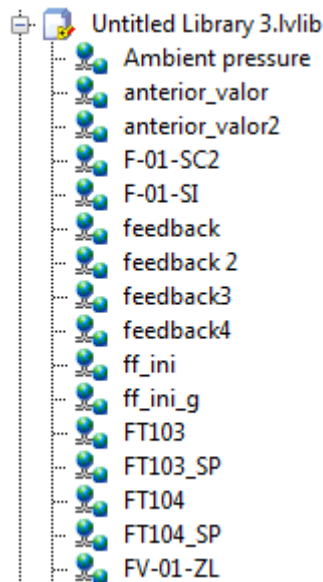 Untitled Library 3.lvlib
Ambient pressure
anterior_valor
anterior_valor2
F-01-SC2
F-01-SI
feedback
feedback 2
feedback3
feedback4
ff_ini
ff_ini_g
FT103
FT103_SP
FT104
FT104_SP
FV-01-ZL